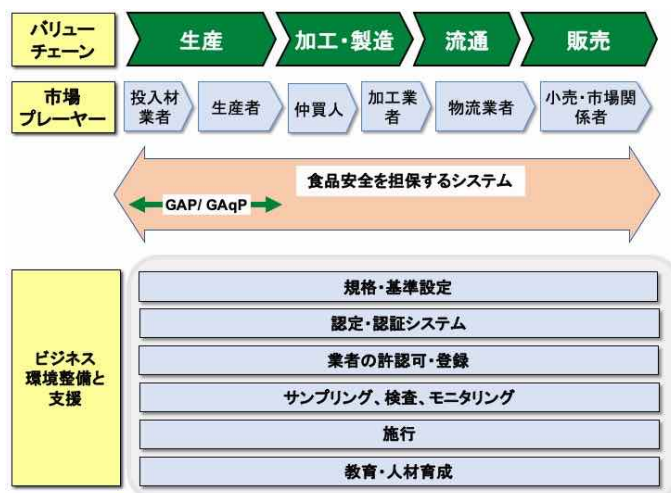 バリュー
チェーン
生産
加工・製造
流通
販売
市場
プレーヤー
投入材
業者
生産者
仲買人
加工業
者
物流業者
小売・市場関
係者
食品安全を担保するシステム
GAP/ GAqP
ビジネス
環境整備と
支援
規格・基準設定
認定・認証システム
業者の許認可・登録
サンプリング、検査、モニタリング
施行
教育・人材育成